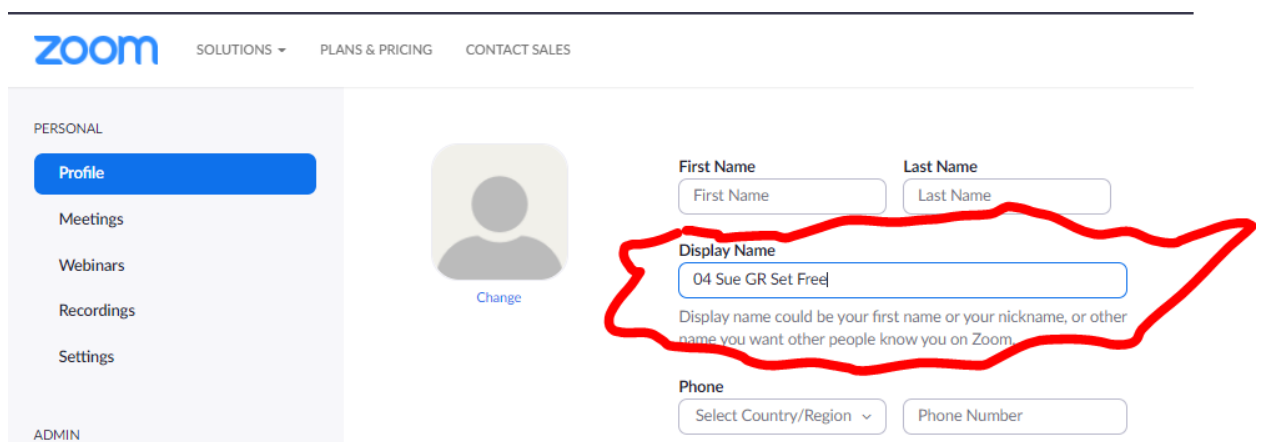 zoom SOLUTIONS PLANS & PRICING CONTACT SALES
PERSONAL
Profile
Meetings
Webinars
Recordings
Settings
ADMIN
Change
First Name Last Name
First Name Last Name
Display Name
04 Sue GR Set Free
Display name could be your first name or your nickname, or other
name you want other people know you on Zoom.
Phone
Select Country/Region Phone Number